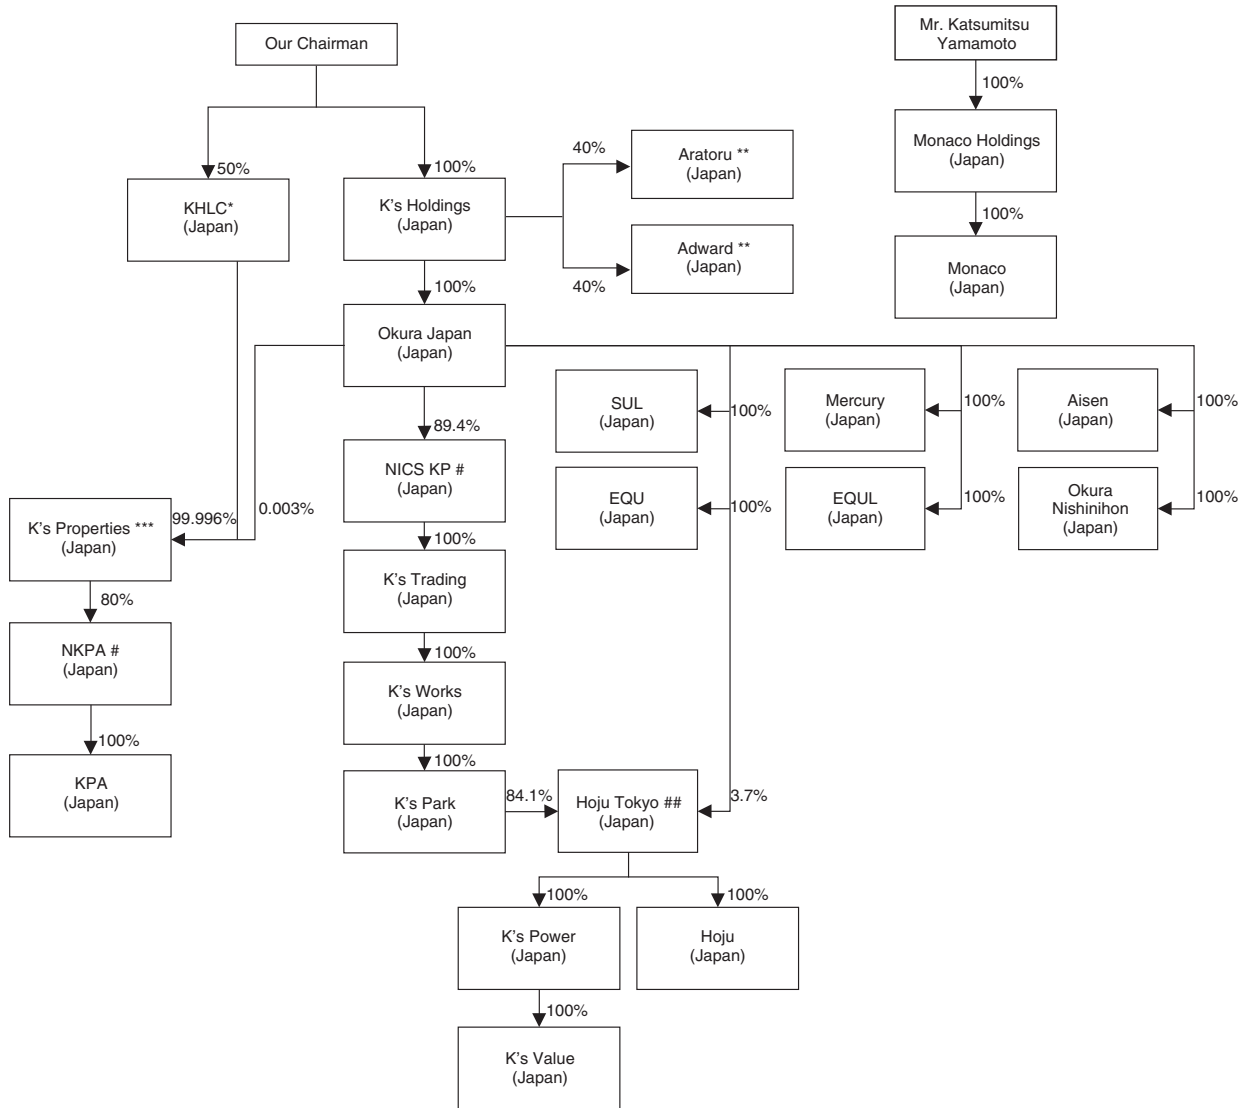 Our Chairman
Mr. Katsumitsu
Yamamoto
100%
Monaco Holdings
(Japan)
100%
Monaco
(Japan)
50%
KHLC*
(Japan)
100%
K's Holdings
(Japan)
40%
Aratoru **
(Japan)
40%
Adward **
(Japan)
100%
Okura Japan
(Japan)
SUL
(Japan)
100%
Mercury
(Japan)
100%
Aisen
(Japan)
100%
EQU
(Japan)
100%
EQUL
(Japan)
100%
Okura
Nishinihon
(Japan)
100%
89.4%
NICS KP #
(Japan)
K's Properties ***
(Japan)
99.996%
0.003%
100%
K's Trading
(Japan)
80%
NKPA #
(Japan)
100%
K's Works
(Japan)
100%
KPA
(Japan)
100%
K's Park
(Japan)
84.1%
Hoju Tokyo ##
(Japan)
3.7%
100%
K's Power
(Japan)
100%
Hoju
(Japan)
100%
K's Value
(Japan)